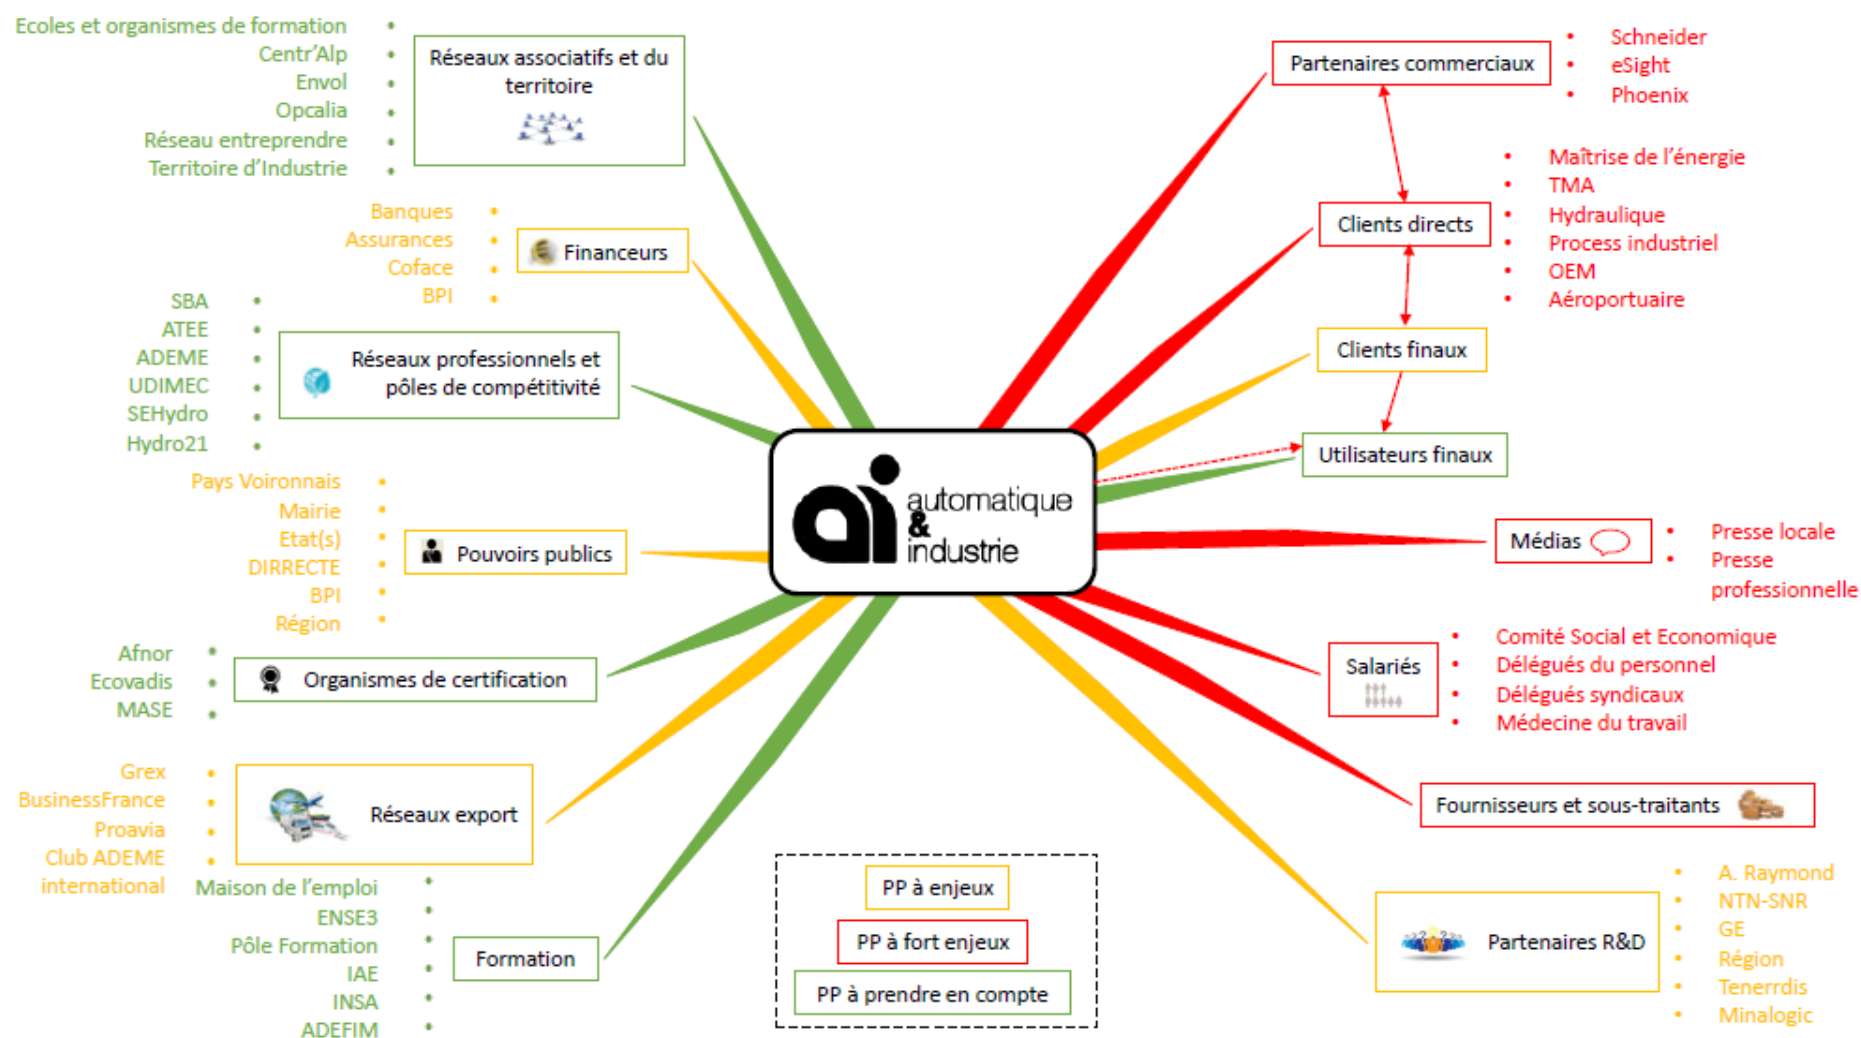 Ecoles et organismes de formation
Centr'Alp
Envol
Opcalia
Réseau entreprendre
Territoire d'Industrie
Réseaux associatifs et du
territoire
Banques
Assurances
Coface
BPI
Financeurs
SBA
ATEE
ADEME
UDIMEC
SEHydro
Hydro21
Réseaux professionnels et
pôles de compétitivité
Pays Voironnais
Mairie
Etat(s)
DIRRECTE
BPI
Région
Pouvoirs publics
Afnor
Ecovadis
MASE
Organismes de certification
Grex
BusinessFrance
Proavia
Club ADEME
international
Réseaux export
Maison de l'emploi
ENSE3
Pôle Formation
IAE
INSA
ADEFIM
Formation
ai
automatique
&
industrie
PP à enjeux
PP à fort enjeux
PP à prendre en compte
Partenaires commerciaux
Schneider
eSight
Phoenix
Clients directs
Maîtrise de l'énergie
TMA
Hydraulique
Process industriel
OEM
Aéroportuaire
Clients finaux
Utilisateurs finaux
Médias
Presse locale
Presse
professionnelle
Salariés
Comité Social et Economique
Délégués du personnel
Délégués syndicaux
Médecine du travail
Fournisseurs et sous-traitants
Partenaires R&D
A. Raymond
NTN-SNR
GE
Région
Tenerrdis
Minalogic